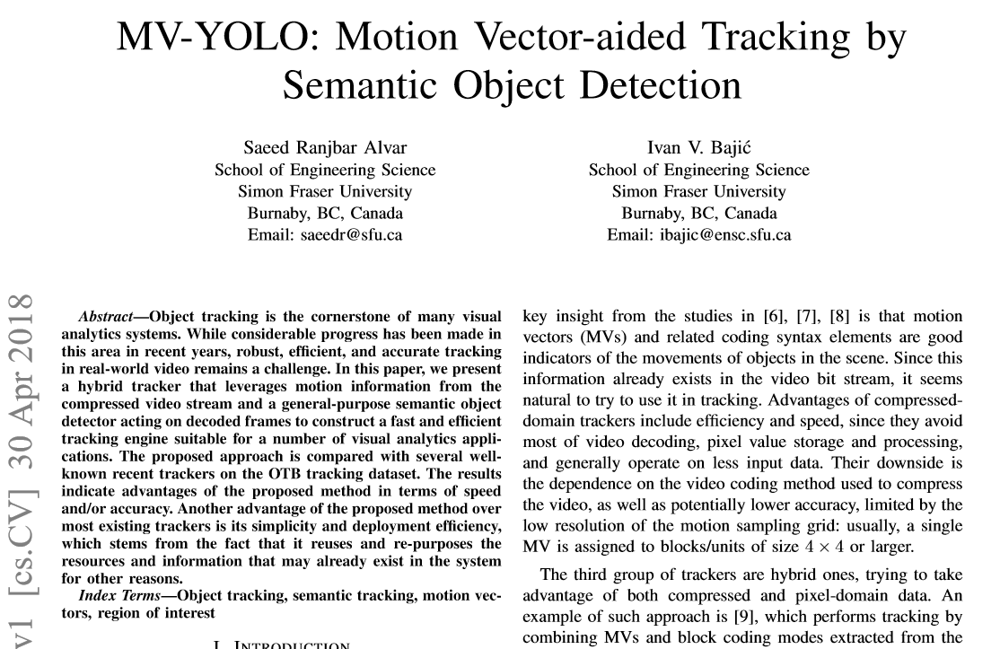 MV-YOLO: Motion Vector-aided Tracking by
Semantic Object Detection
Saeed Ranjbar Alvar
School of Engineering Science
Simon Fraser University
Burnaby, BC, Canada
Email: saeedr@sfu.ca
Ivan V. Bajić
School of Engineering Science
Simon Fraser University
Burnaby, BC, Canada
Email: ibajic@ensc.sfu.ca
v1 [cs.CV] 30 Apr 2018
Abstract—Object tracking is the cornerstone of many visual
analytics systems. While considerable progress has been made in
this area in recent years, robust, efficient, and accurate tracking
in real-world video remains a challenge. In this paper, we present
a hybrid tracker that leverages motion information from the
compressed video stream and a general-purpose semantic object
detector acting on decoded frames to construct a fast and efficient
tracking engine suitable for a number of visual analytics appli-
cations. The proposed approach is compared with several well-
known recent trackers on the OTB tracking dataset. The results
indicate advantages of the proposed method in terms of speed
and/or accuracy. Another advantage of the proposed method over
most existing trackers is its simplicity and deployment efficiency,
which stems from the fact that it reuses and re-purposes the
resources and information that may already exist in the system
for other reasons.
Index Terms—Object tracking, semantic tracking, motion vec-
tors, region of interest
I. INTRODUCTION
key insight from the studies in [6], [7], [8] is that motion
vectors (MVs) and related coding syntax elements are good
indicators of the movements of objects in the scene. Since this
information already exists in the video bit stream, it seems
natural to try to use it in tracking. Advantages of compressed-
domain trackers include efficiency and speed, since they avoid
most of video decoding, pixel value storage and processing,
and generally operate on less input data. Their downside is
the dependence on the video coding method used to compress
the video, as well as potentially lower accuracy, limited by the
low resolution of the motion sampling grid: usually, a single
MV is assigned to blocks/units of size 4 × 4 or larger.
The third group of trackers are hybrid ones, trying to take
advantage of both compressed and pixel-domain data. An
example of such approach is [9], which performs tracking by
combining MVs and block coding modes extracted from the